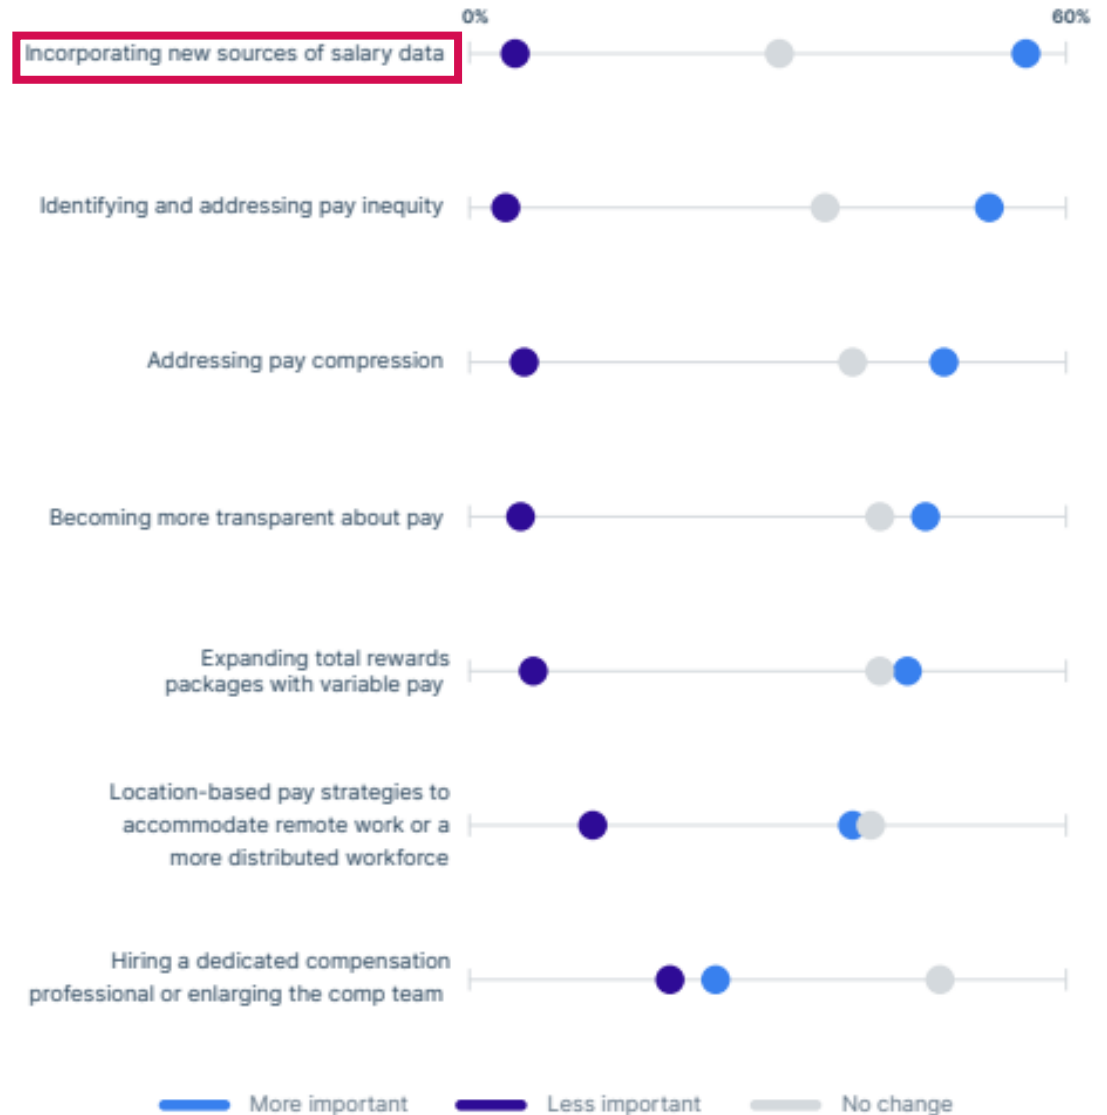 0%
60%
Incorporating new sources of salary data
Identifying and addressing pay inequity
Addressing pay compression
Becoming more transparent about pay
Expanding total rewards
packages with variable pay
Location-based pay strategies to
accommodate remote work or a
more distributed workforce
Hiring a dedicated compensation
professional or enlarging the comp team
More important
Less important
No change